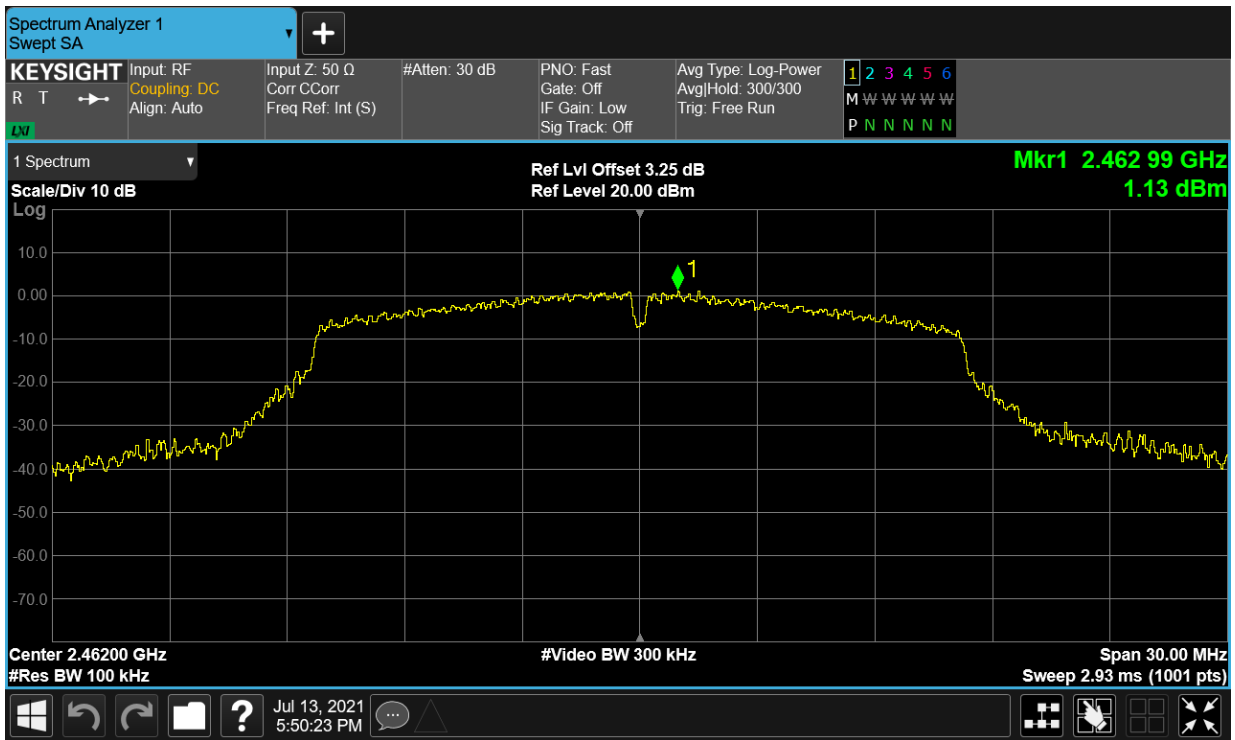 Spectrum Analyzer 1
Swept SA
KEYSIGHT
R T
LXI
Input: RF
Coupling: DC
Align: Auto
Input Z: 50 Ω
Corr CCorr
Freq Ref: Int (S)
#Atten: 30 dB
PNO: Fast
Gate: Off
IF Gain: Low
Sig Track: Off
Avg Type: Log-Power
Avg|Hold: 300/300
Trig: Free Run
1 2 3 4 5 6
M W W W W W
P N N N N N
1 Spectrum
Scale/Div 10 dB
Log
Ref Lvl Offset 3.25 dB
Ref Level 20.00 dBm
Mkr1 2.462 99 GHz
1.13 dBm
10.0
0.00
-10.0
-20.0
-30.0
-40.0
-50.0
-60.0
-70.0
1
Center 2.46200 GHz
#Res BW 100 kHz
#Video BW 300 kHz
Span 30.00 MHz
Sweep 2.93 ms (1001 pts)
?
Jul 13, 2021
5:50:23 PM